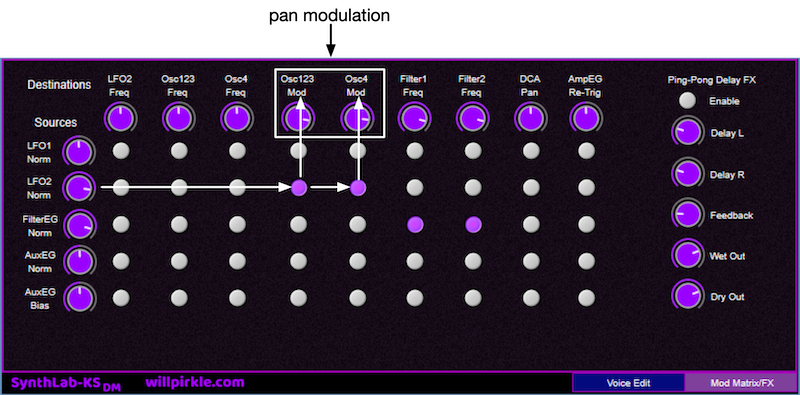 pan modulation
Destinations
LFO2 Freq
Osc123 Freq
Osc4 Freq
Osc123 Mod
Osc4 Mod
Filter1 Freq
Filter2 Freq
DCA Pan
AmpEG Re-Trig
Ping-Pong Delay FX
Enable
Sources
LFO1
Norm
Delay L
LFO2
Norm
Delay R
FilterEG
Norm
Feedback
AuxEG
Norm
Wet Out
AuxEG
Bias
Dry Out
SynthLab-KS DM willpirkle.com
Voice Edit
Mod Matrix/FX